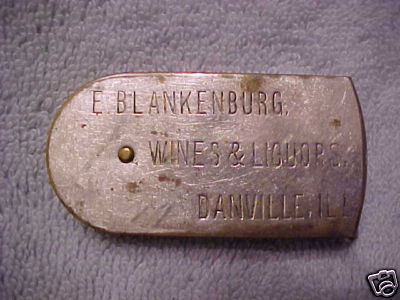 E. BLANKENBURG.
WINES & LIQUORS.
DANVILLE, ILL